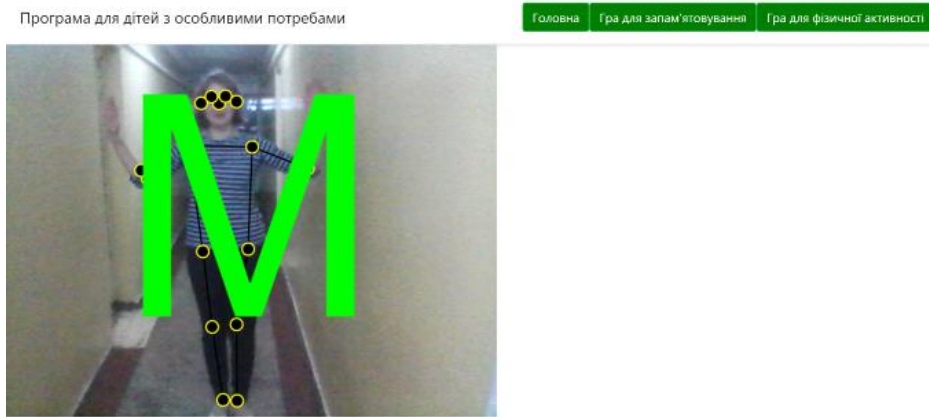 Програма для дітей з особливими потребами
Головна
Гра для запам'ятовування
Гра для фізичної активності
М